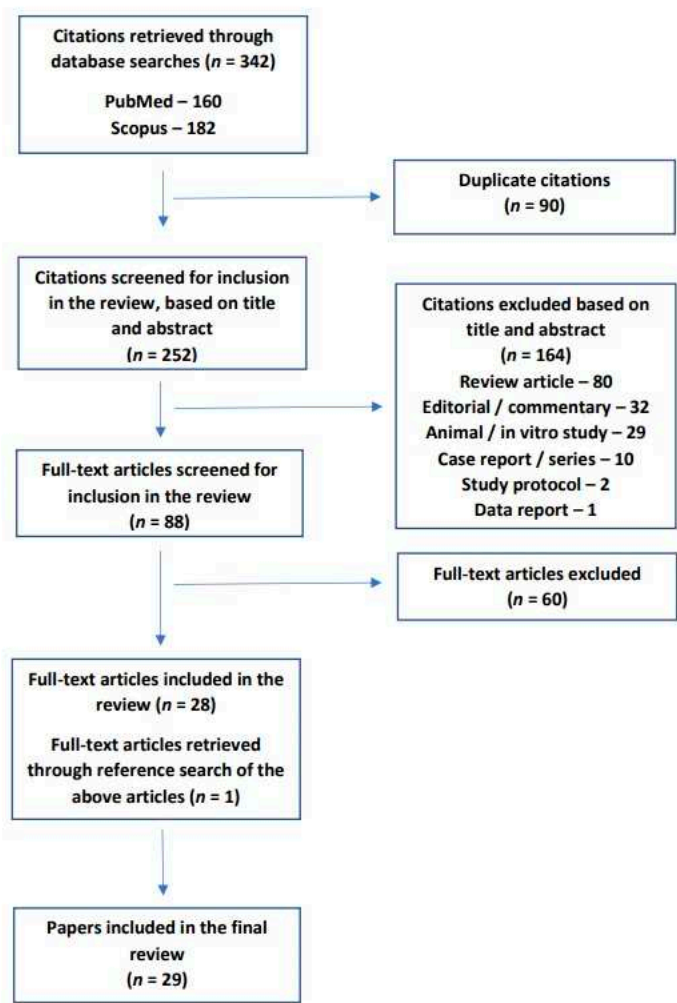 Citations retrieved through
database searches (n = 342)
PubMed – 160
Scopus – 182
Duplicate citations
(n = 90)
Citations screened for inclusion
in the review, based on title
and abstract
(n = 252)
Citations excluded based on
title and abstract
(n = 164)
Review article – 80
Editorial / commentary – 32
Animal / in vitro study – 29
Case report / series – 10
Study protocol – 2
Data report – 1
Full-text articles screened for
inclusion in the review
(n = 88)
Full-text articles excluded
(n = 60)
Full-text articles included in the
review (n = 28)
Full-text articles retrieved
through reference search of the
above articles (n = 1)
Papers included in the final
review
(n = 29)